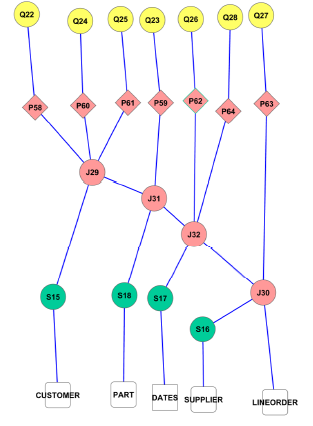 Q22 Q24 Q25 Q23 Q26 Q28 Q27
P58 P60 P61 P59 P62 P64 P63
J29
J31
J32
J30
S15 S18 S17
S16
CUSTOMER PART DATES SUPPLIER LINEORDER